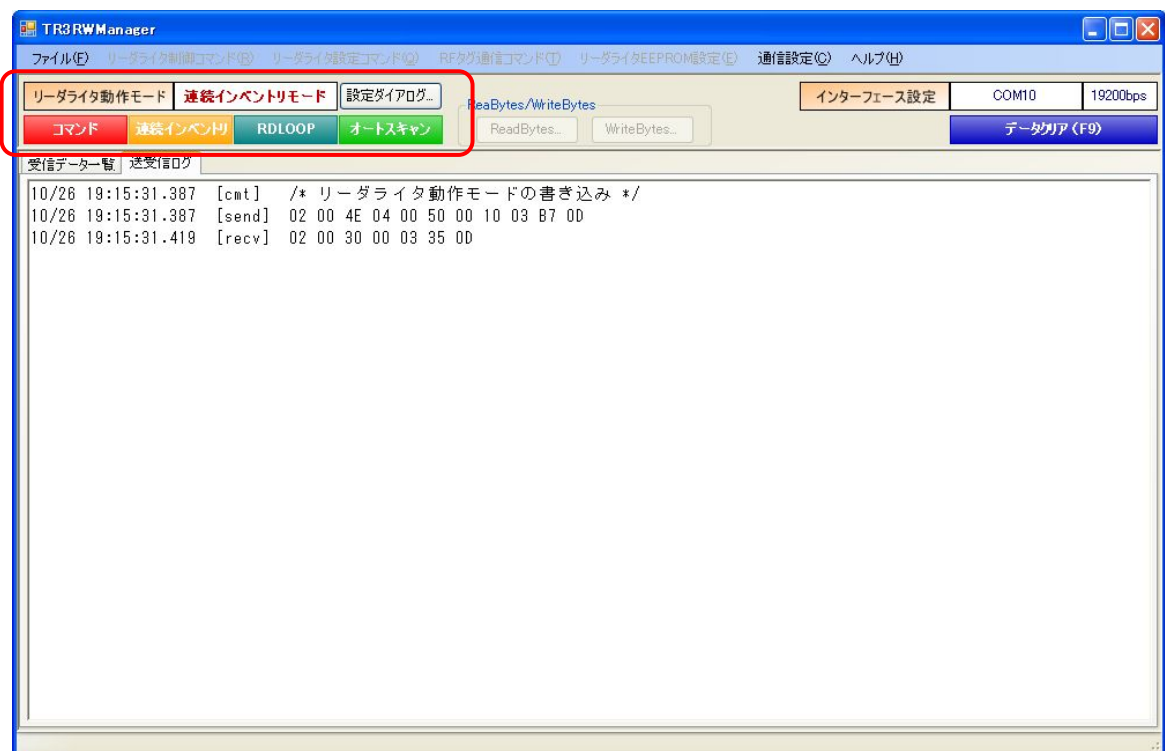 TR3RWManager
ファイル(F) リーダライタ制御コマンド(R) リーダライタ設定コマンド(Q) RFタグ通信コマンド(T) リーダライタEEPROM設定(E) 通信設定(C) ヘルプ(H)
リーダライタ動作モード 連続インベントリモード 設定ダイアログ... ReaBytes/WriteBytes インターフェース設定 COM10 19200bps
コマンド 連続インベントリ RDLOOP オートスキャン ReadBytes... WriteBytes... データクリア(F9)
受信データ一覧 送受信ログ
10/26 19:15:31.387 [cmt] /* リーダライタ動作モードの書き込み */
10/26 19:15:31.387 [send] 02 00 4E 04 00 50 00 10 03 B7 0D
10/26 19:15:31.419 [recv] 02 00 30 00 03 35 0D